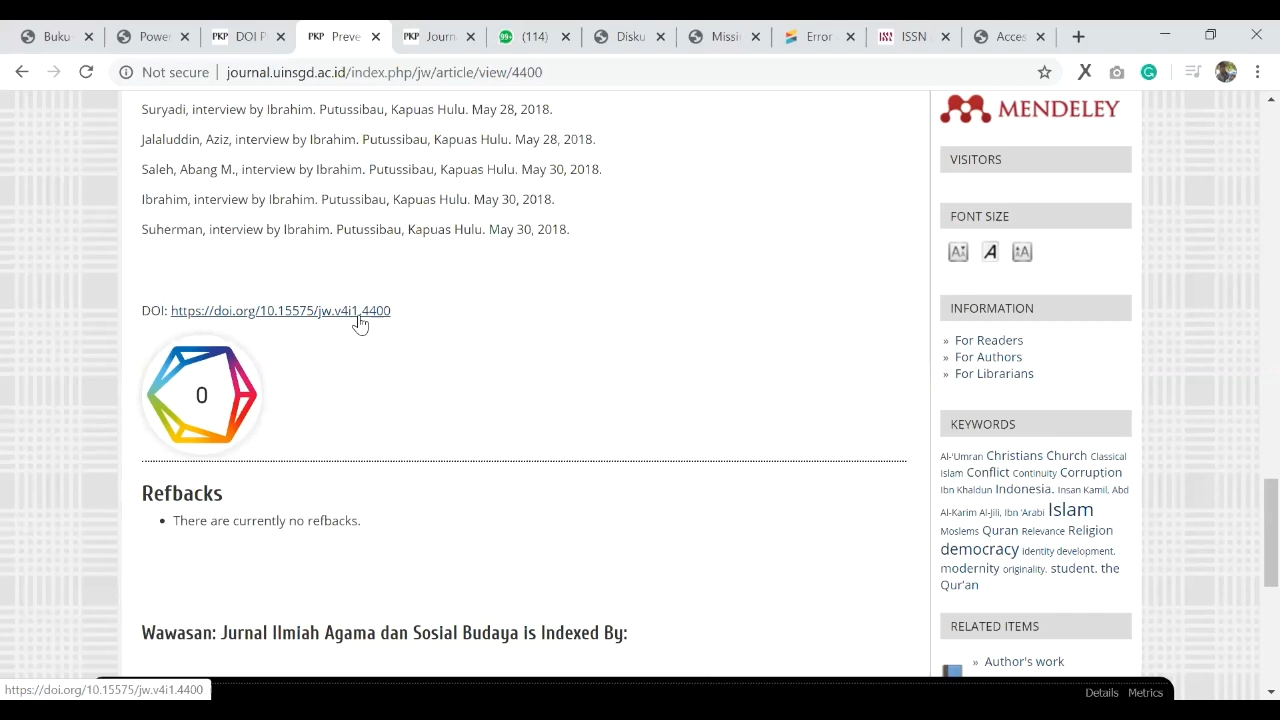 Buku-
Power
PKP DOI P
PKP Preve
PKP Journ
99+ (114)
Disku
Missi
Error
ISSN
Acces
Not secure | journal.uinsgd.ac.id/index.php/jw/article/view/4400
Suryadi, interview by Ibrahim. Putussibau, Kapuas Hulu. May 28, 2018.
Jalaluddin, Aziz, interview by Ibrahim. Putussibau, Kapuas Hulu. May 28, 2018.
Saleh, Abang M., interview by Ibrahim. Putussibau, Kapuas Hulu. May 30, 2018.
Ibrahim, interview by Ibrahim. Putussibau, Kapuas Hulu. May 30, 2018.
Suherman, interview by Ibrahim. Putussibau, Kapuas Hulu. May 30, 2018.
DOI: https://doi.org/10.15575/jw.v4i1.4400
0
Refbacks
There are currently no refbacks.
Wawasan: Jurnal Ilmiah Agama dan Sosial Budaya is Indexed By:
MENDELEY
VISITORS
FONT SIZE
A A A
INFORMATION
» For Readers
» For Authors
» For Librarians
KEYWORDS
Al-'Umran Christians Church Classical
Islam Conflict Continuity Corruption
Ibn Khaldun Indonesia. Insan Kamil, Abd
Al-Karim Al-Jili, Ibn 'Arabi Islam
Moslems Quran Relevance Religion
democracy identity development.
modernity originality. student. the
Qur'an
RELATED ITEMS
» Author's work
https://doi.org/10.15575/jw.v4i1.4400
Details Metrics